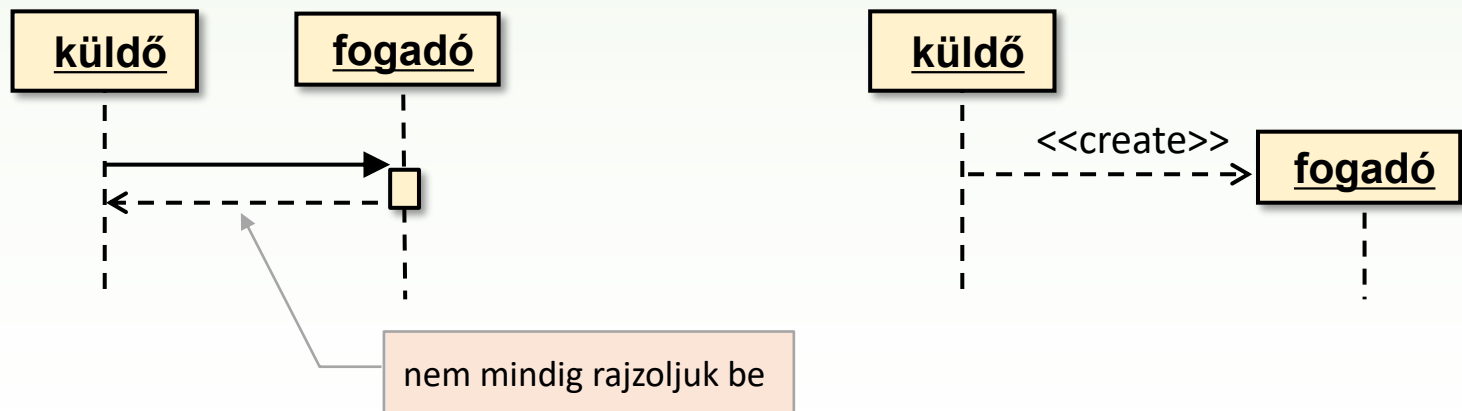 küldő
fogadó
küldő
<<create>>
fogadó
nem mindig rajzoljuk be